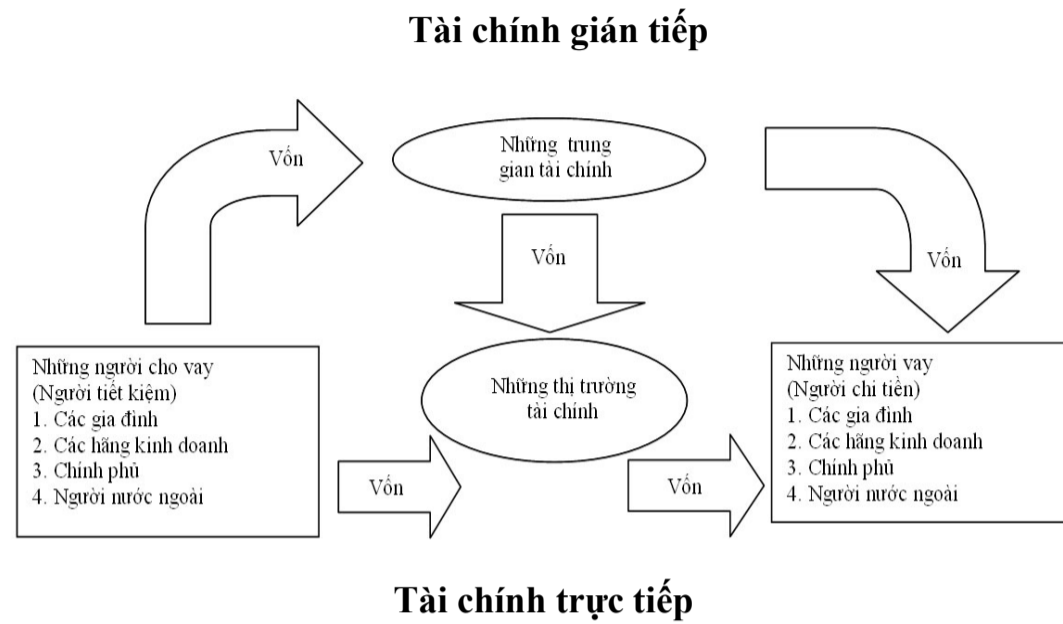 Tài chính gián tiếp
Vốn
Những trung
gian tài chính
Vốn
Vốn
Những người cho vay
(Người tiết kiệm)
1. Các gia đình
2. Các hãng kinh doanh
3. Chính phủ
4. Người nước ngoài
Vốn
Những thị trường
tài chính
Vốn
Những người vay
(Người chi tiền)
1. Các gia đình
2. Các hãng kinh doanh
3. Chính phủ
4. Người nước ngoài
Tài chính trực tiếp